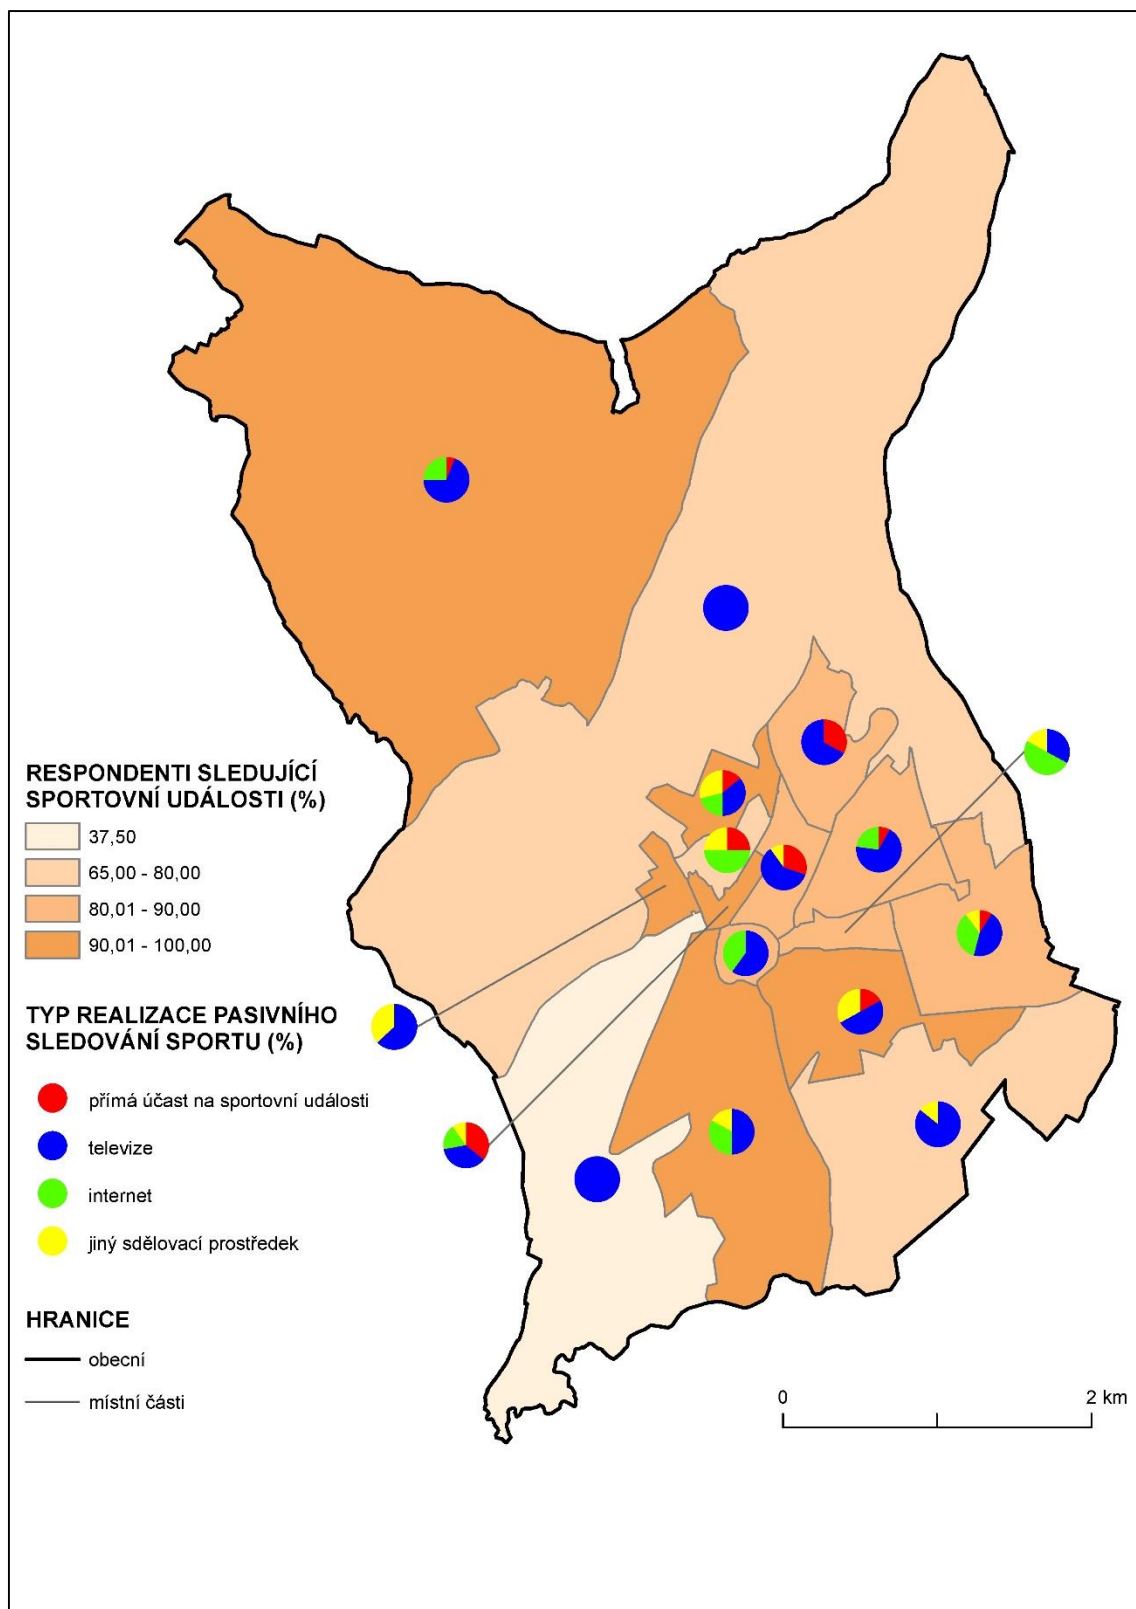 RESPONDENTI SLEDUJÍCÍ
SPORTOVNÍ UDÁLOSTI (%)
37,50
65,00 - 80,00
80,01 - 90,00
90,01 - 100,00
TYP REALIZACE PASIVNÍHO
SLEDOVÁNÍ SPORTU (%)
přímá účast na sportovní události
televize
internet
jiný sdělovací prostředek
HRANICE
obecní
místní části
0 2 km